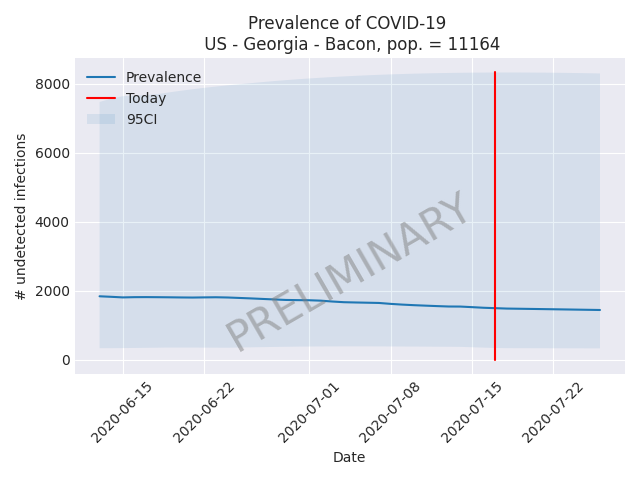 Prevalence of COVID-19
US - Georgia - Bacon, pop. = 11164
Prevalence
Today
95CI
8000
6000
4000
2000
0
# undetected infections
PRELIMINARY
2020-06-15
2020-06-22
2020-07-01
2020-07-08
2020-07-15
2020-07-22
Date